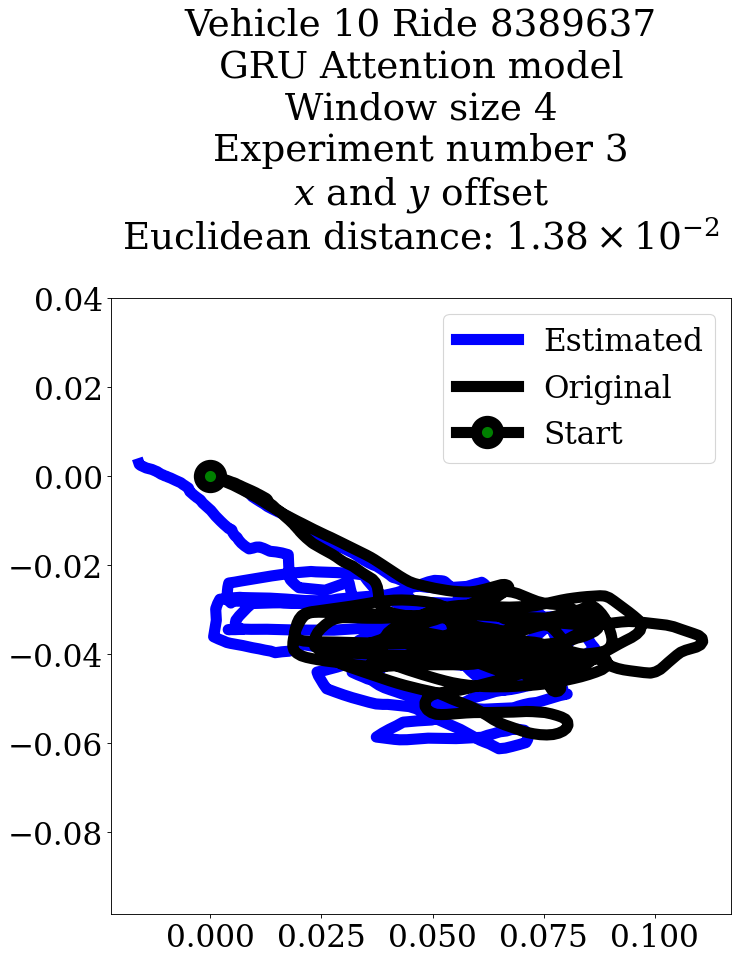 Vehicle 10 Ride 8389637
GRU Attention model
Window size 4
Experiment number 3
x and y offset
Euclidean distance: 1.38 × 10⁻²
0.04
Estimated
0.02
Original
Start
0.00
−0.02
−0.04
−0.06
−0.08
0.000 0.025 0.050 0.075 0.100